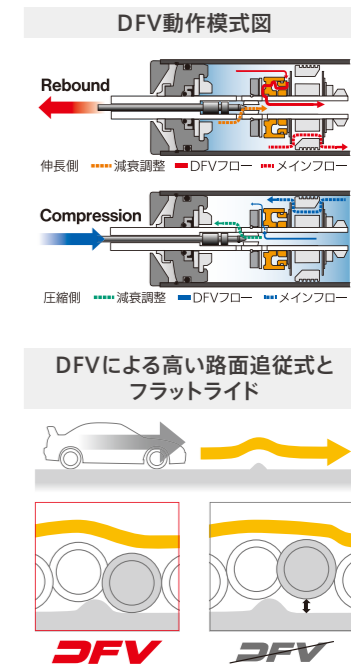 DFV動作模式図
Rebound
伸長側 減衰調整 DFVフロー メインフロー
Compression
圧縮側 減衰調整 DFVフロー メインフロー
DFVによる高い路面追従式と
フラットライド
DFV DFV